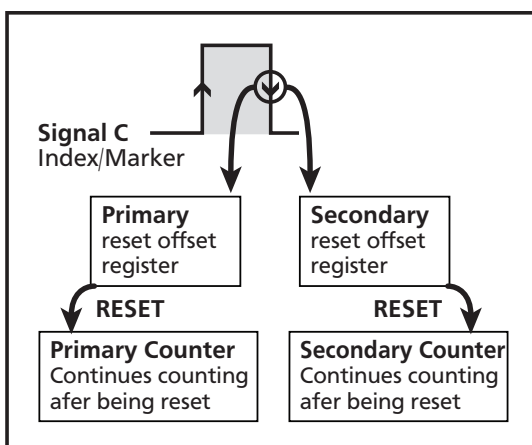 Signal C
Index/Marker
Primary
reset offset
register
Secondary
reset offset
register
RESET
RESET
Primary Counter
Continues counting
afer being reset
Secondary Counter
Continues counting
afer being reset